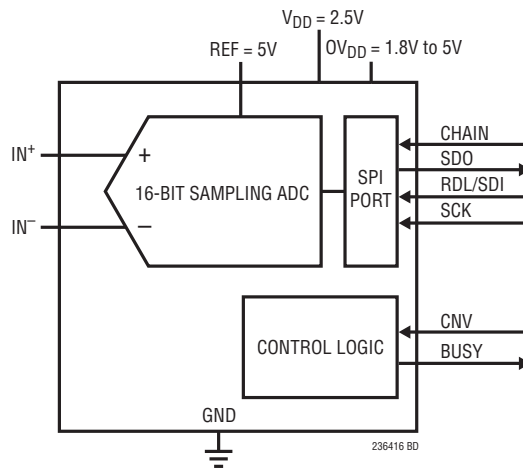 V_DD = 2.5V
REF = 5V
OV_DD = 1.8V to 5V
IN⁺
+
IN⁻
–
16-BIT SAMPLING ADC
SPI
PORT
CHAIN
SDO
RDL/SDI
SCK
CONTROL LOGIC
CNV
BUSY
GND
236416 BD